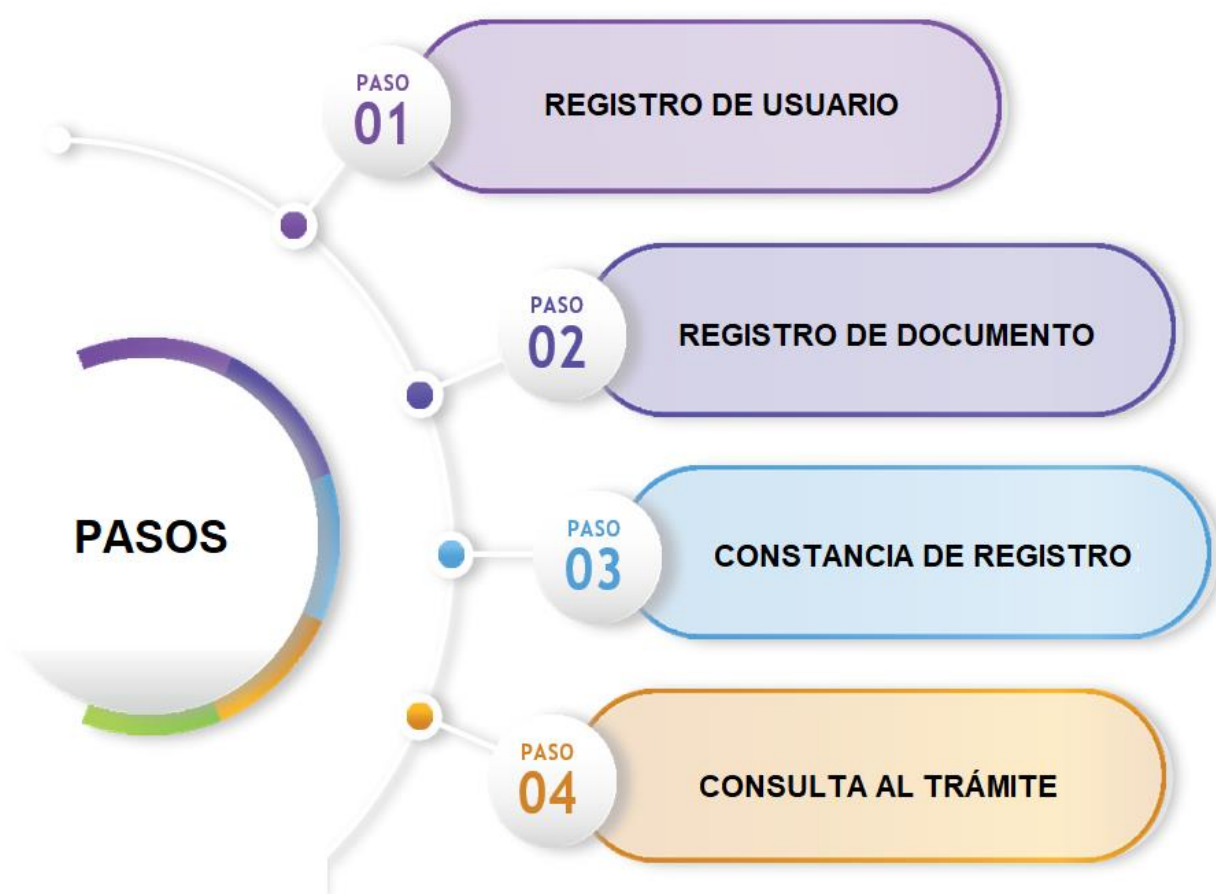 PASO
01
REGISTRO DE USUARIO
PASO
02
REGISTRO DE DOCUMENTO
PASOS
PASO
03
CONSTANCIA DE REGISTRO
PASO
04
CONSULTA AL TRÁMITE